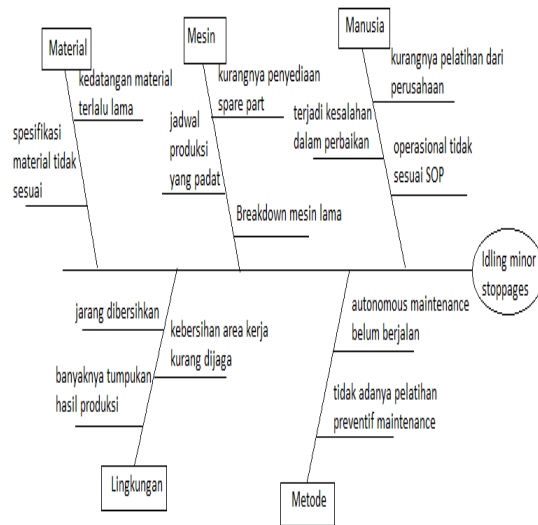 Material
kedatangan material
terlalu lama
spesifikasi
material tidak
sesuai
Mesin
kurangnya penyediaan
spare part
jadwal
produksi
yang padat
Breakdown mesin lama
Manusia
kurangnya pelatihan dari
perusahaan
terjadi kesalahan
dalam perbaikan
operasional tidak
sesuai SOP
Idling minor
stoppages
jarang dibersihkan
kebersihan area kerja
kurang dijaga
banyaknya tumpukan
hasil produksi
Lingkungan
autonomous maintenance
belum berjalan
tidak adanya pelatihan
preventif maintenance
Metode